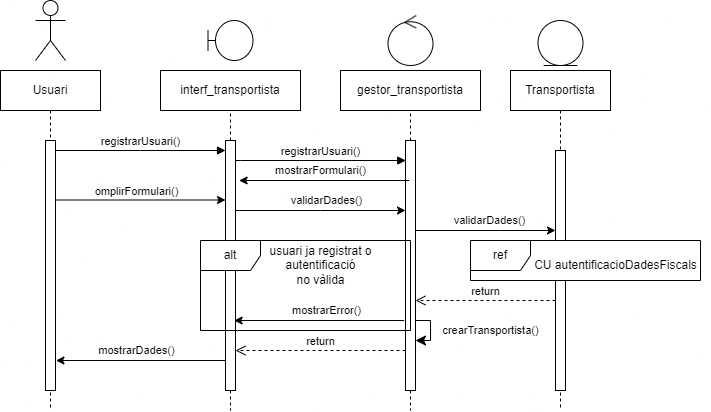 Usuari
interf_transportista
gestor_transportista
Transportista
registrarUsuari()
registrarUsuari()
mostrarFormulari()
omplirFormulari()
validarDades()
validarDades()
alt
usuari ja registrat o
autentificació
no vàlida
ref
CU autentificacioDadesFiscals
return
mostrarError()
crearTransportista()
return
mostrarDades()